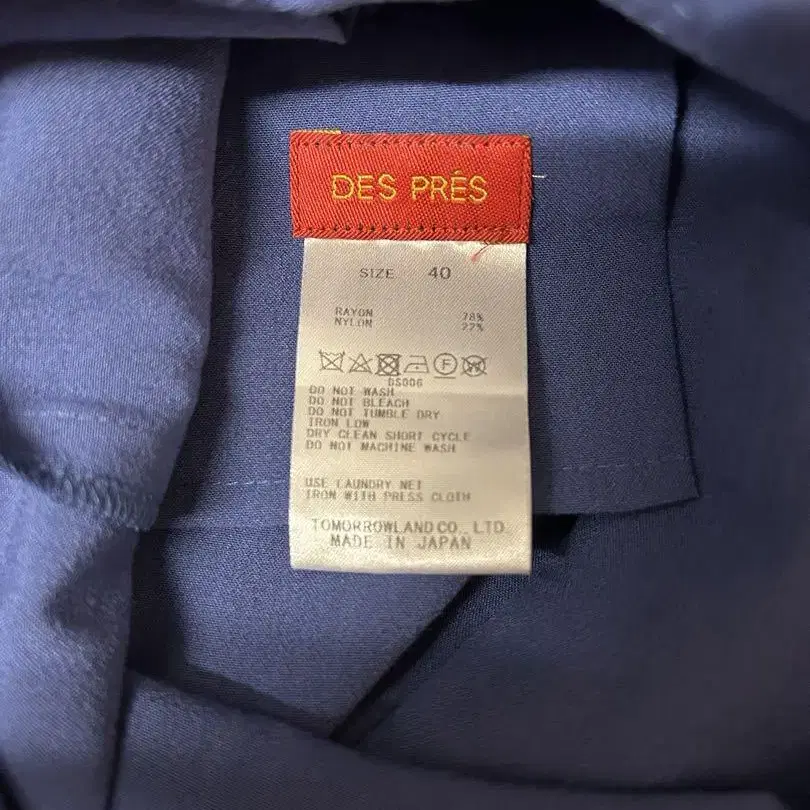 DES PRÉS
SIZE 40
RAYON 78%
NYLON 22%
F W
DS006
DO NOT WASH
DO NOT BLEACH
DO NOT TUMBLE DRY
IRON LOW
DRY CLEAN SHORT CYCLE
DO NOT MACHINE WASH
USE LAUNDRY NET
IRON WITH PRESS CLOTH
TOMORROWLAND CO., LTD.
MADE IN JAPAN